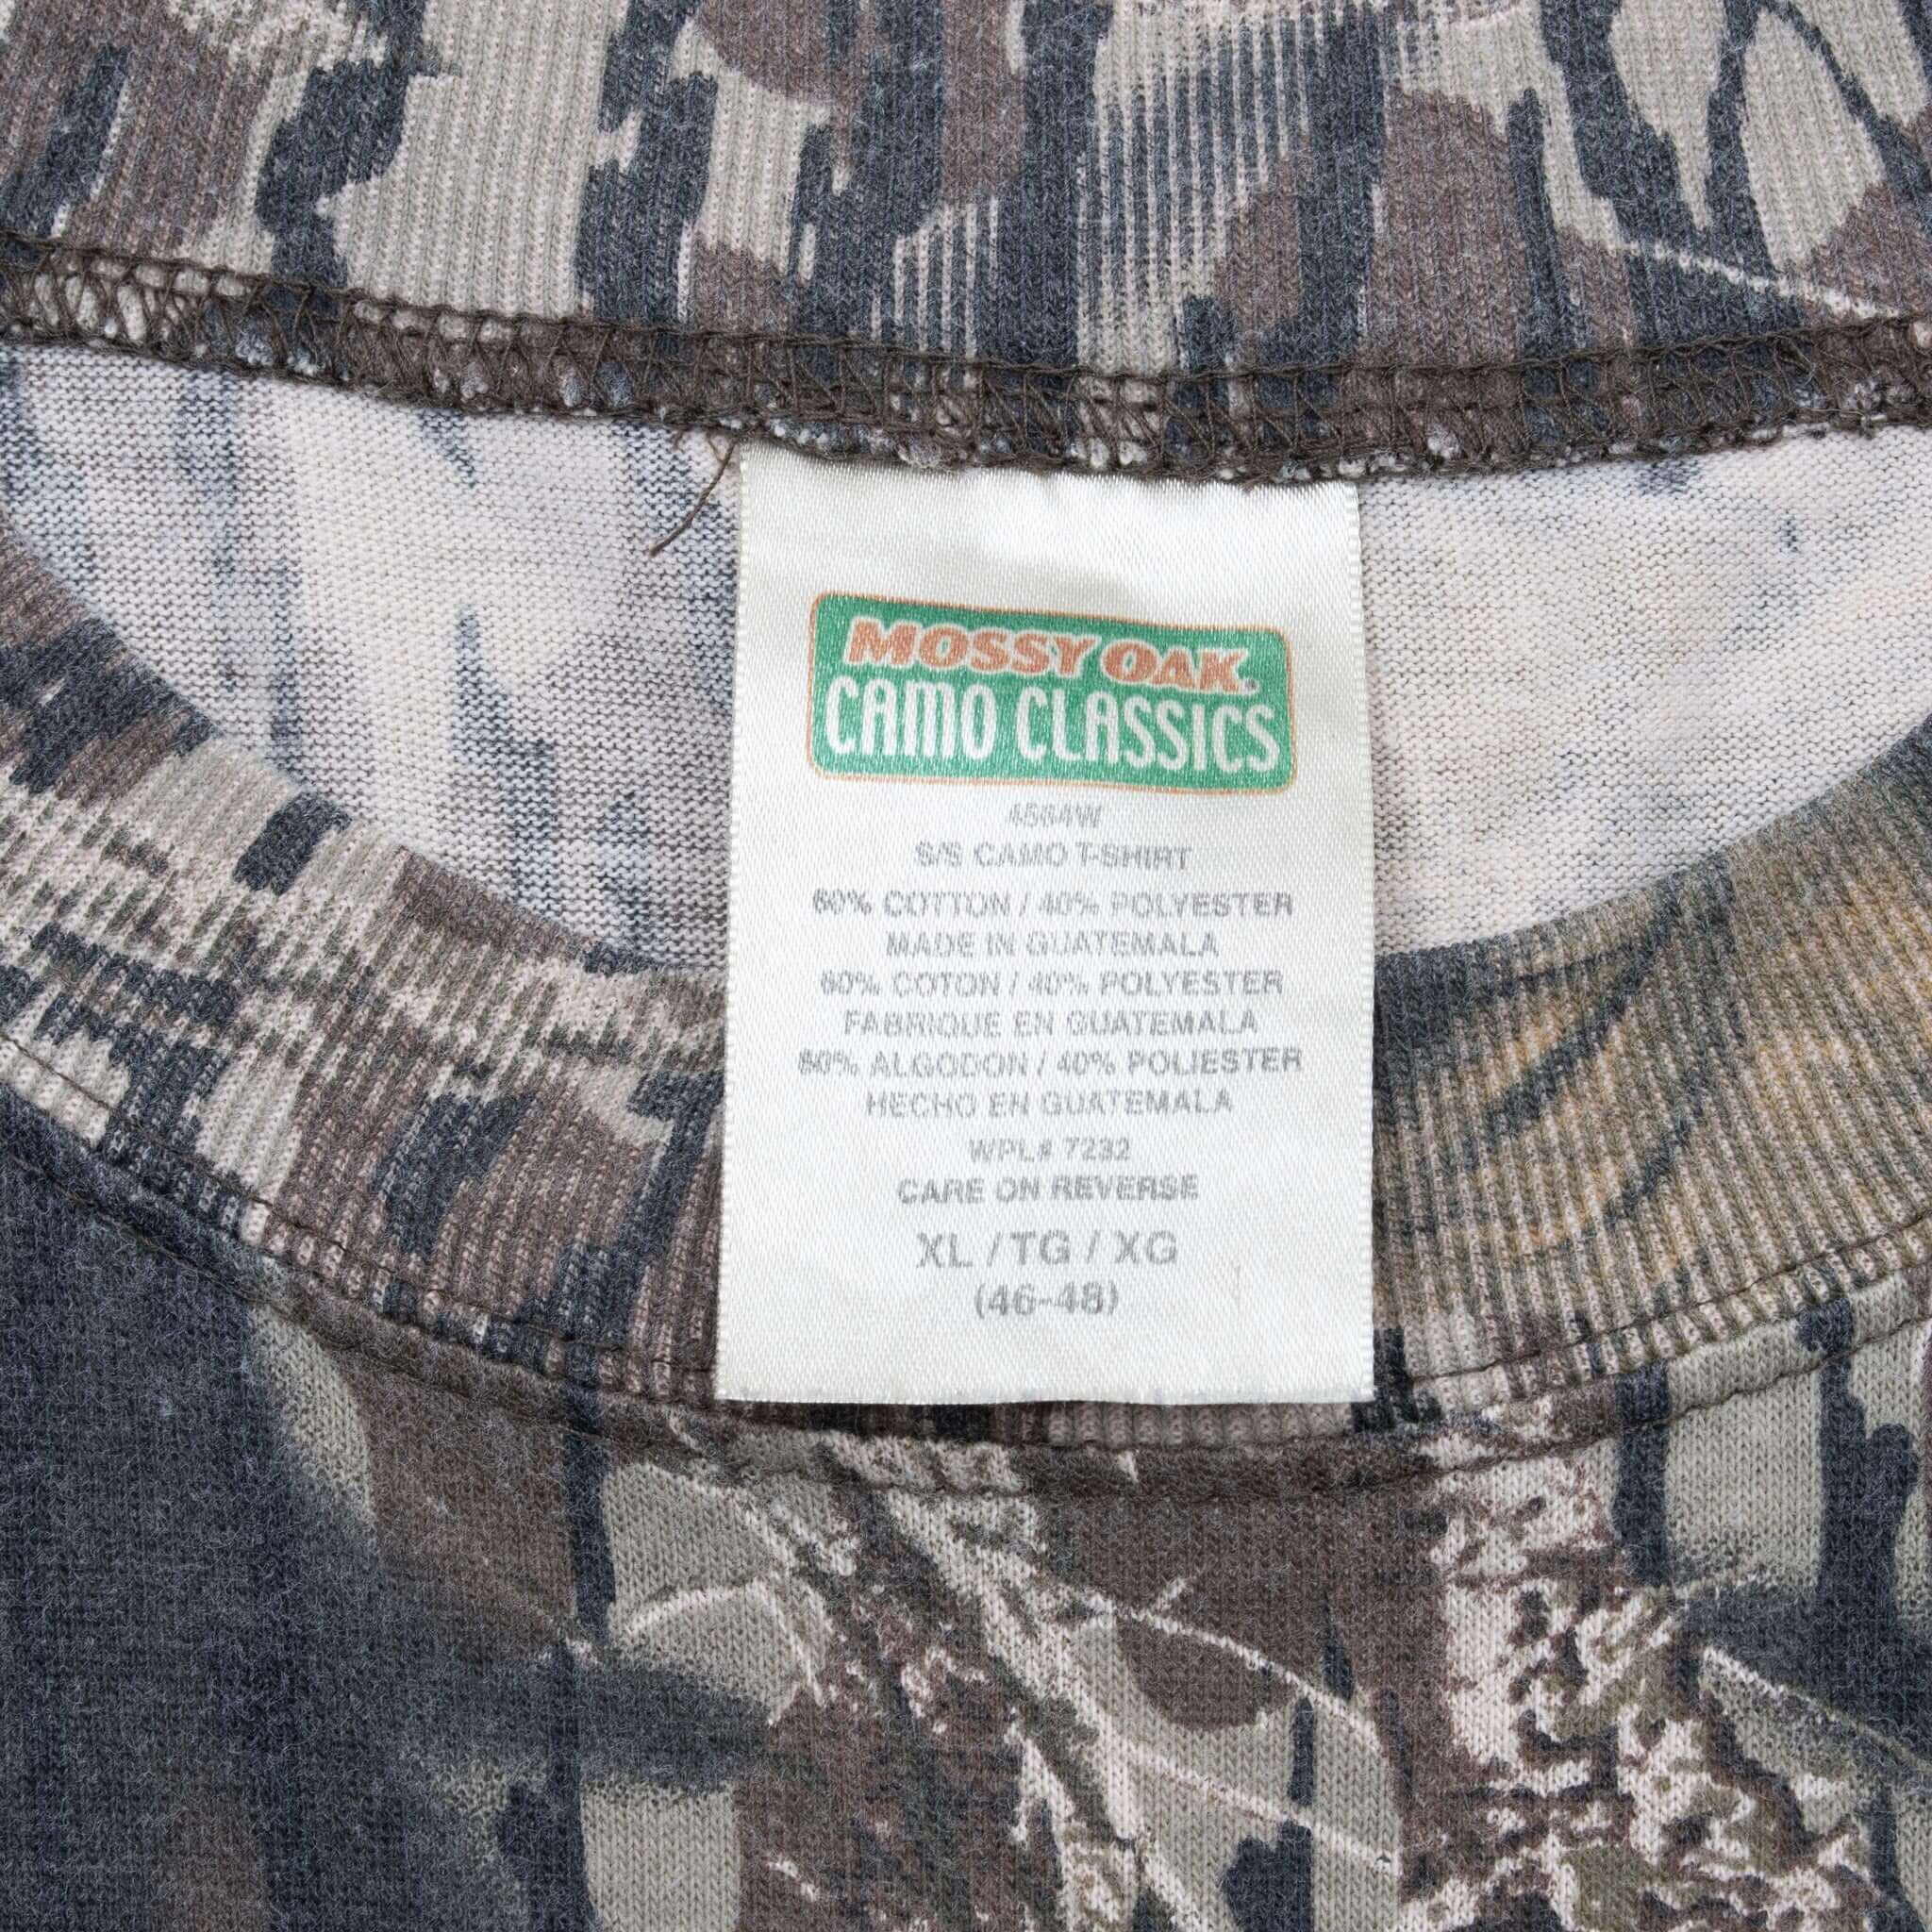 MOSSY OAK
CAMO CLASSICS
4564W
S/S CAMO T-SHIRT
60% COTTON / 40% POLYESTER
MADE IN GUATEMALA
60% COTON / 40% POLYESTER
FABRIQUE EN GUATEMALA
60% ALGODON / 40% POLIESTER
HECHO EN GUATEMALA
WPL# 7232
CARE ON REVERSE
XL / TG / XG
(46-48)